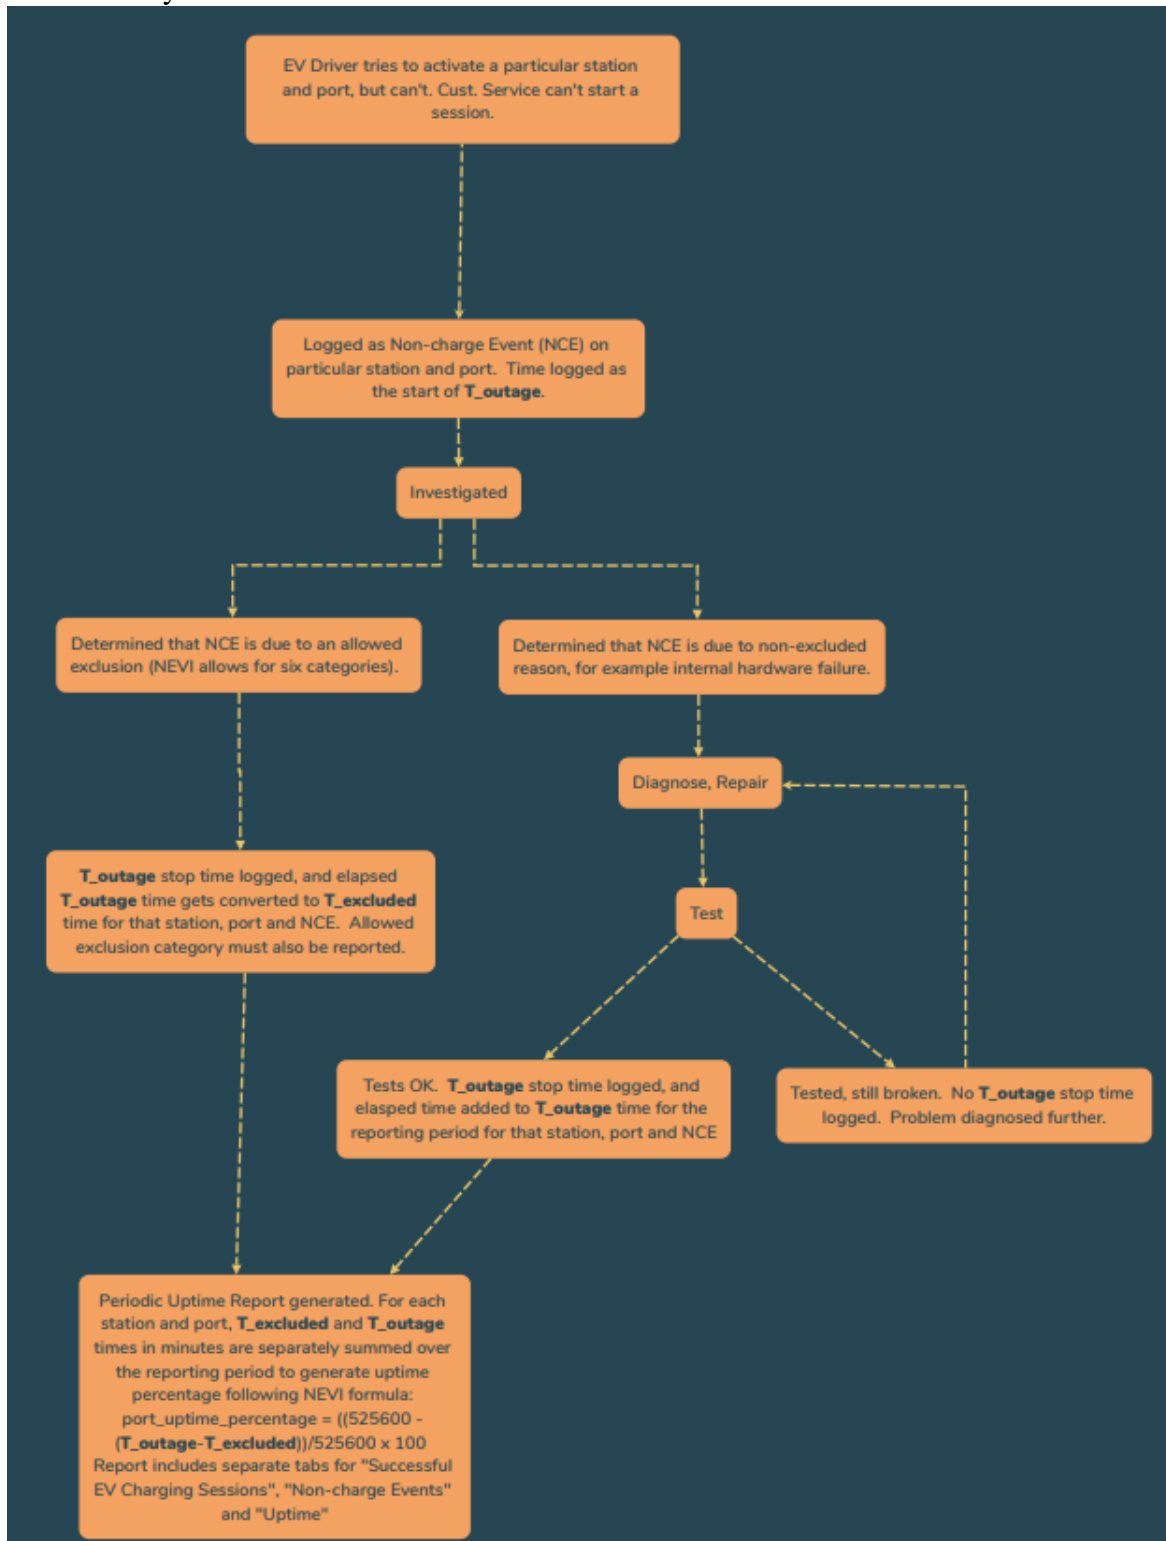 EV Driver tries to activate a particular station
and port, but can't. Cust. Service can't start a
session.
Logged as Non-charge Event (NCE) on
particular station and port. Time logged as
the start of T_outage.
Investigated
Determined that NCE is due to an allowed
exclusion (NEVI allows for six categories).
Determined that NCE is due to non-excluded
reason, for example internal hardware failure.
Diagnose, Repair
T_outage stop time logged, and elapsed
T_outage time gets converted to T_excluded
time for that station, port and NCE. Allowed
exclusion category must also be reported.
Test
Tests OK. T_outage stop time logged, and
elasped time added to T_outage time for the
reporting period for that station, port and NCE
Tested, still broken. No T_outage stop time
logged. Problem diagnosed further.
Periodic Uptime Report generated. For each
station and port, T_excluded and T_outage
times in minutes are separately summed over
the reporting period to generate uptime
percentage following NEVI formula:
port_uptime_percentage = ((525600 -
(T_outage-T_excluded))/525600 x 100
Report includes separate tabs for "Successful
EV Charging Sessions", "Non-charge Events"
and "Uptime"